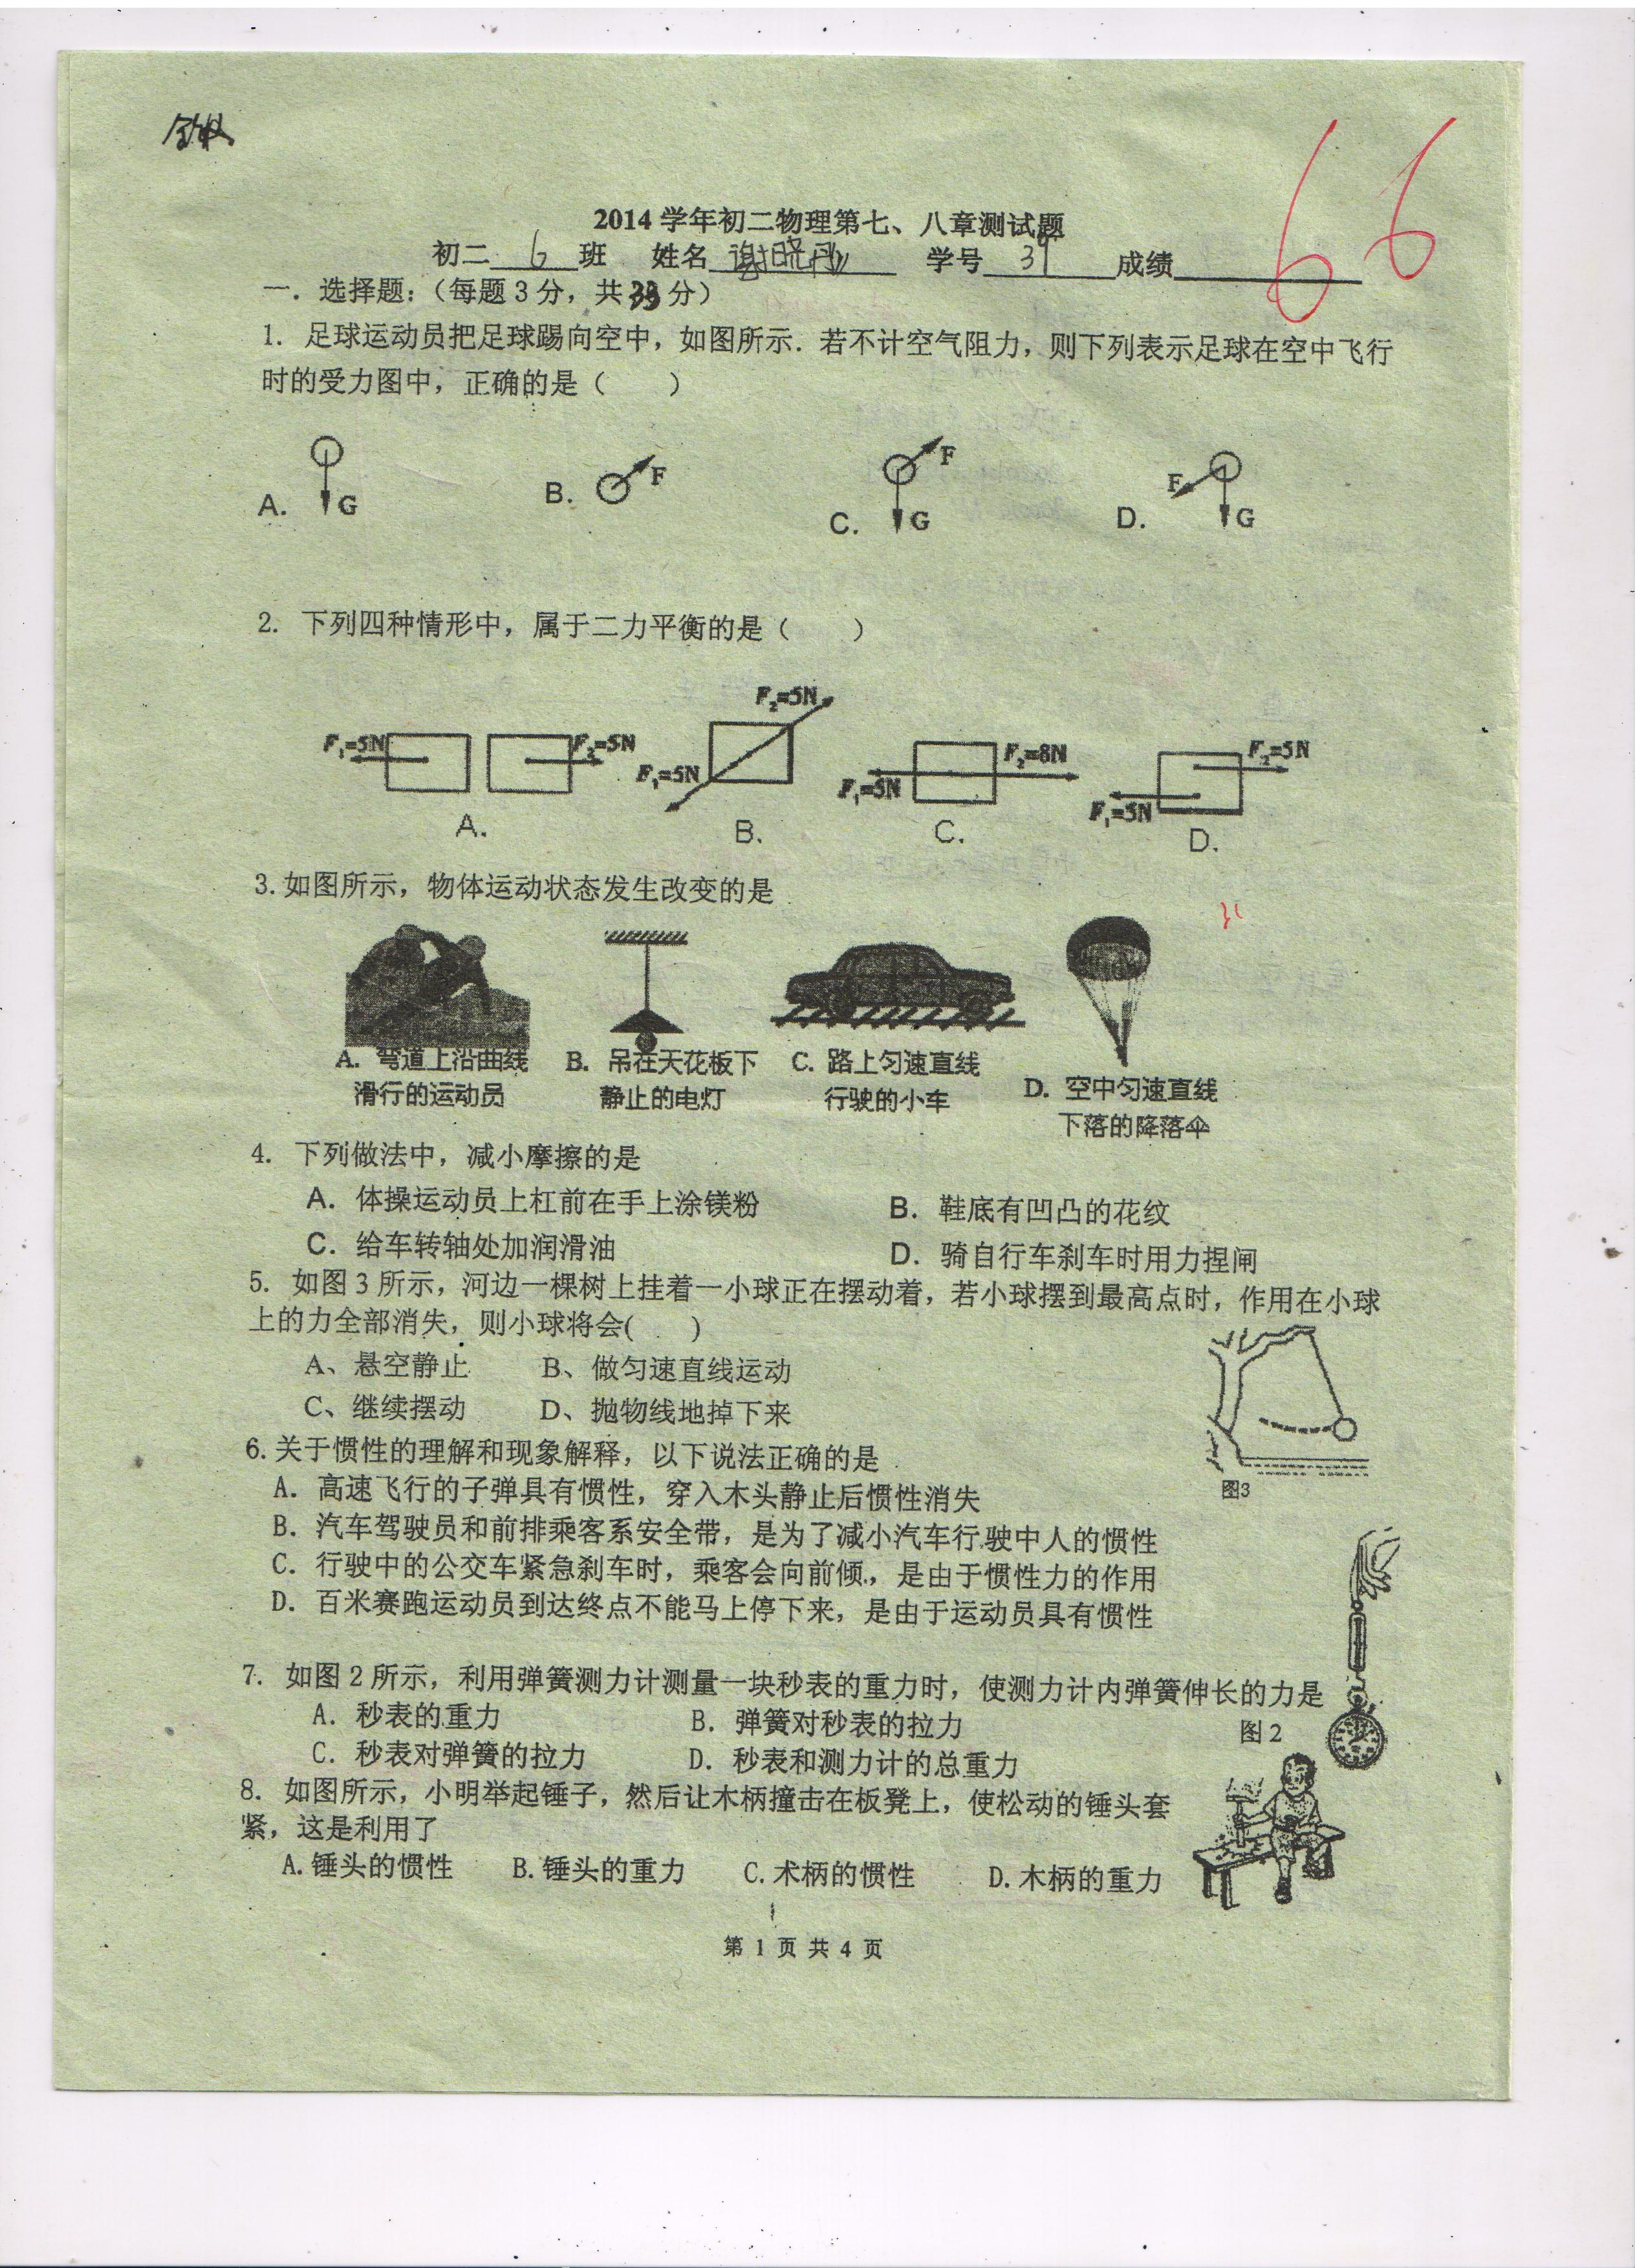 2014学年初二物理第七、八章测试题
初二 6 班 姓名 谢晓 学号 39 成绩 66
一．选择题：（每题3分，共33分）
1. 足球运动员把足球踢向空中，如图所示．若不计空气阻力，则下列表示足球在空中飞行
时的受力图中，正确的是（ ）
A. G B. F C. F G D. F G
2. 下列四种情形中，属于二力平衡的是（ ）
F₁=5N F₂=5N F₁=5N F₂=5N F₁=5N F₂=8N F₁=5N F₂=5N
A. B. C. D.
3.如图所示，物体运动状态发生改变的是
A. 弯道上沿曲线 B. 吊在天花板下 C. 路上匀速直线 D. 空中匀速直线
滑行的运动员 静止的电灯 行驶的小车 下落的降落伞
4. 下列做法中，减小摩擦的是
A. 体操运动员上杠前在手上涂镁粉 B. 鞋底有凹凸的花纹
C. 给车转轴处加润滑油 D. 骑自行车刹车时用力捏闸
5. 如图3所示，河边一棵树上挂着一小球正在摆动着，若小球摆到最高点时，作用在小球
上的力全部消失，则小球将会( )
A、悬空静止 B、做匀速直线运动
C、继续摆动 D、抛物线地掉下来
图3
6.关于惯性的理解和现象解释，以下说法正确的是
A. 高速飞行的子弹具有惯性，穿入木头静止后惯性消失
B. 汽车驾驶员和前排乘客系安全带，是为了减小汽车行驶中人的惯性
C. 行驶中的公交车紧急刹车时，乘客会向前倾，是由于惯性力的作用
D. 百米赛跑运动员到达终点不能马上停下来，是由于运动员具有惯性
7. 如图2所示，利用弹簧测力计测量一块秒表的重力时，使测力计内弹簧伸长的力是
A. 秒表的重力 B. 弹簧对秒表的拉力
图2
C. 秒表对弹簧的拉力 D. 秒表和测力计的总重力
8. 如图所示，小明举起锤子，然后让木柄撞击在板凳上，使松动的锤头套
紧，这是利用了
A.锤头的惯性 B.锤头的重力 C.术柄的惯性 D.木柄的重力
第 1 页 共 4 页